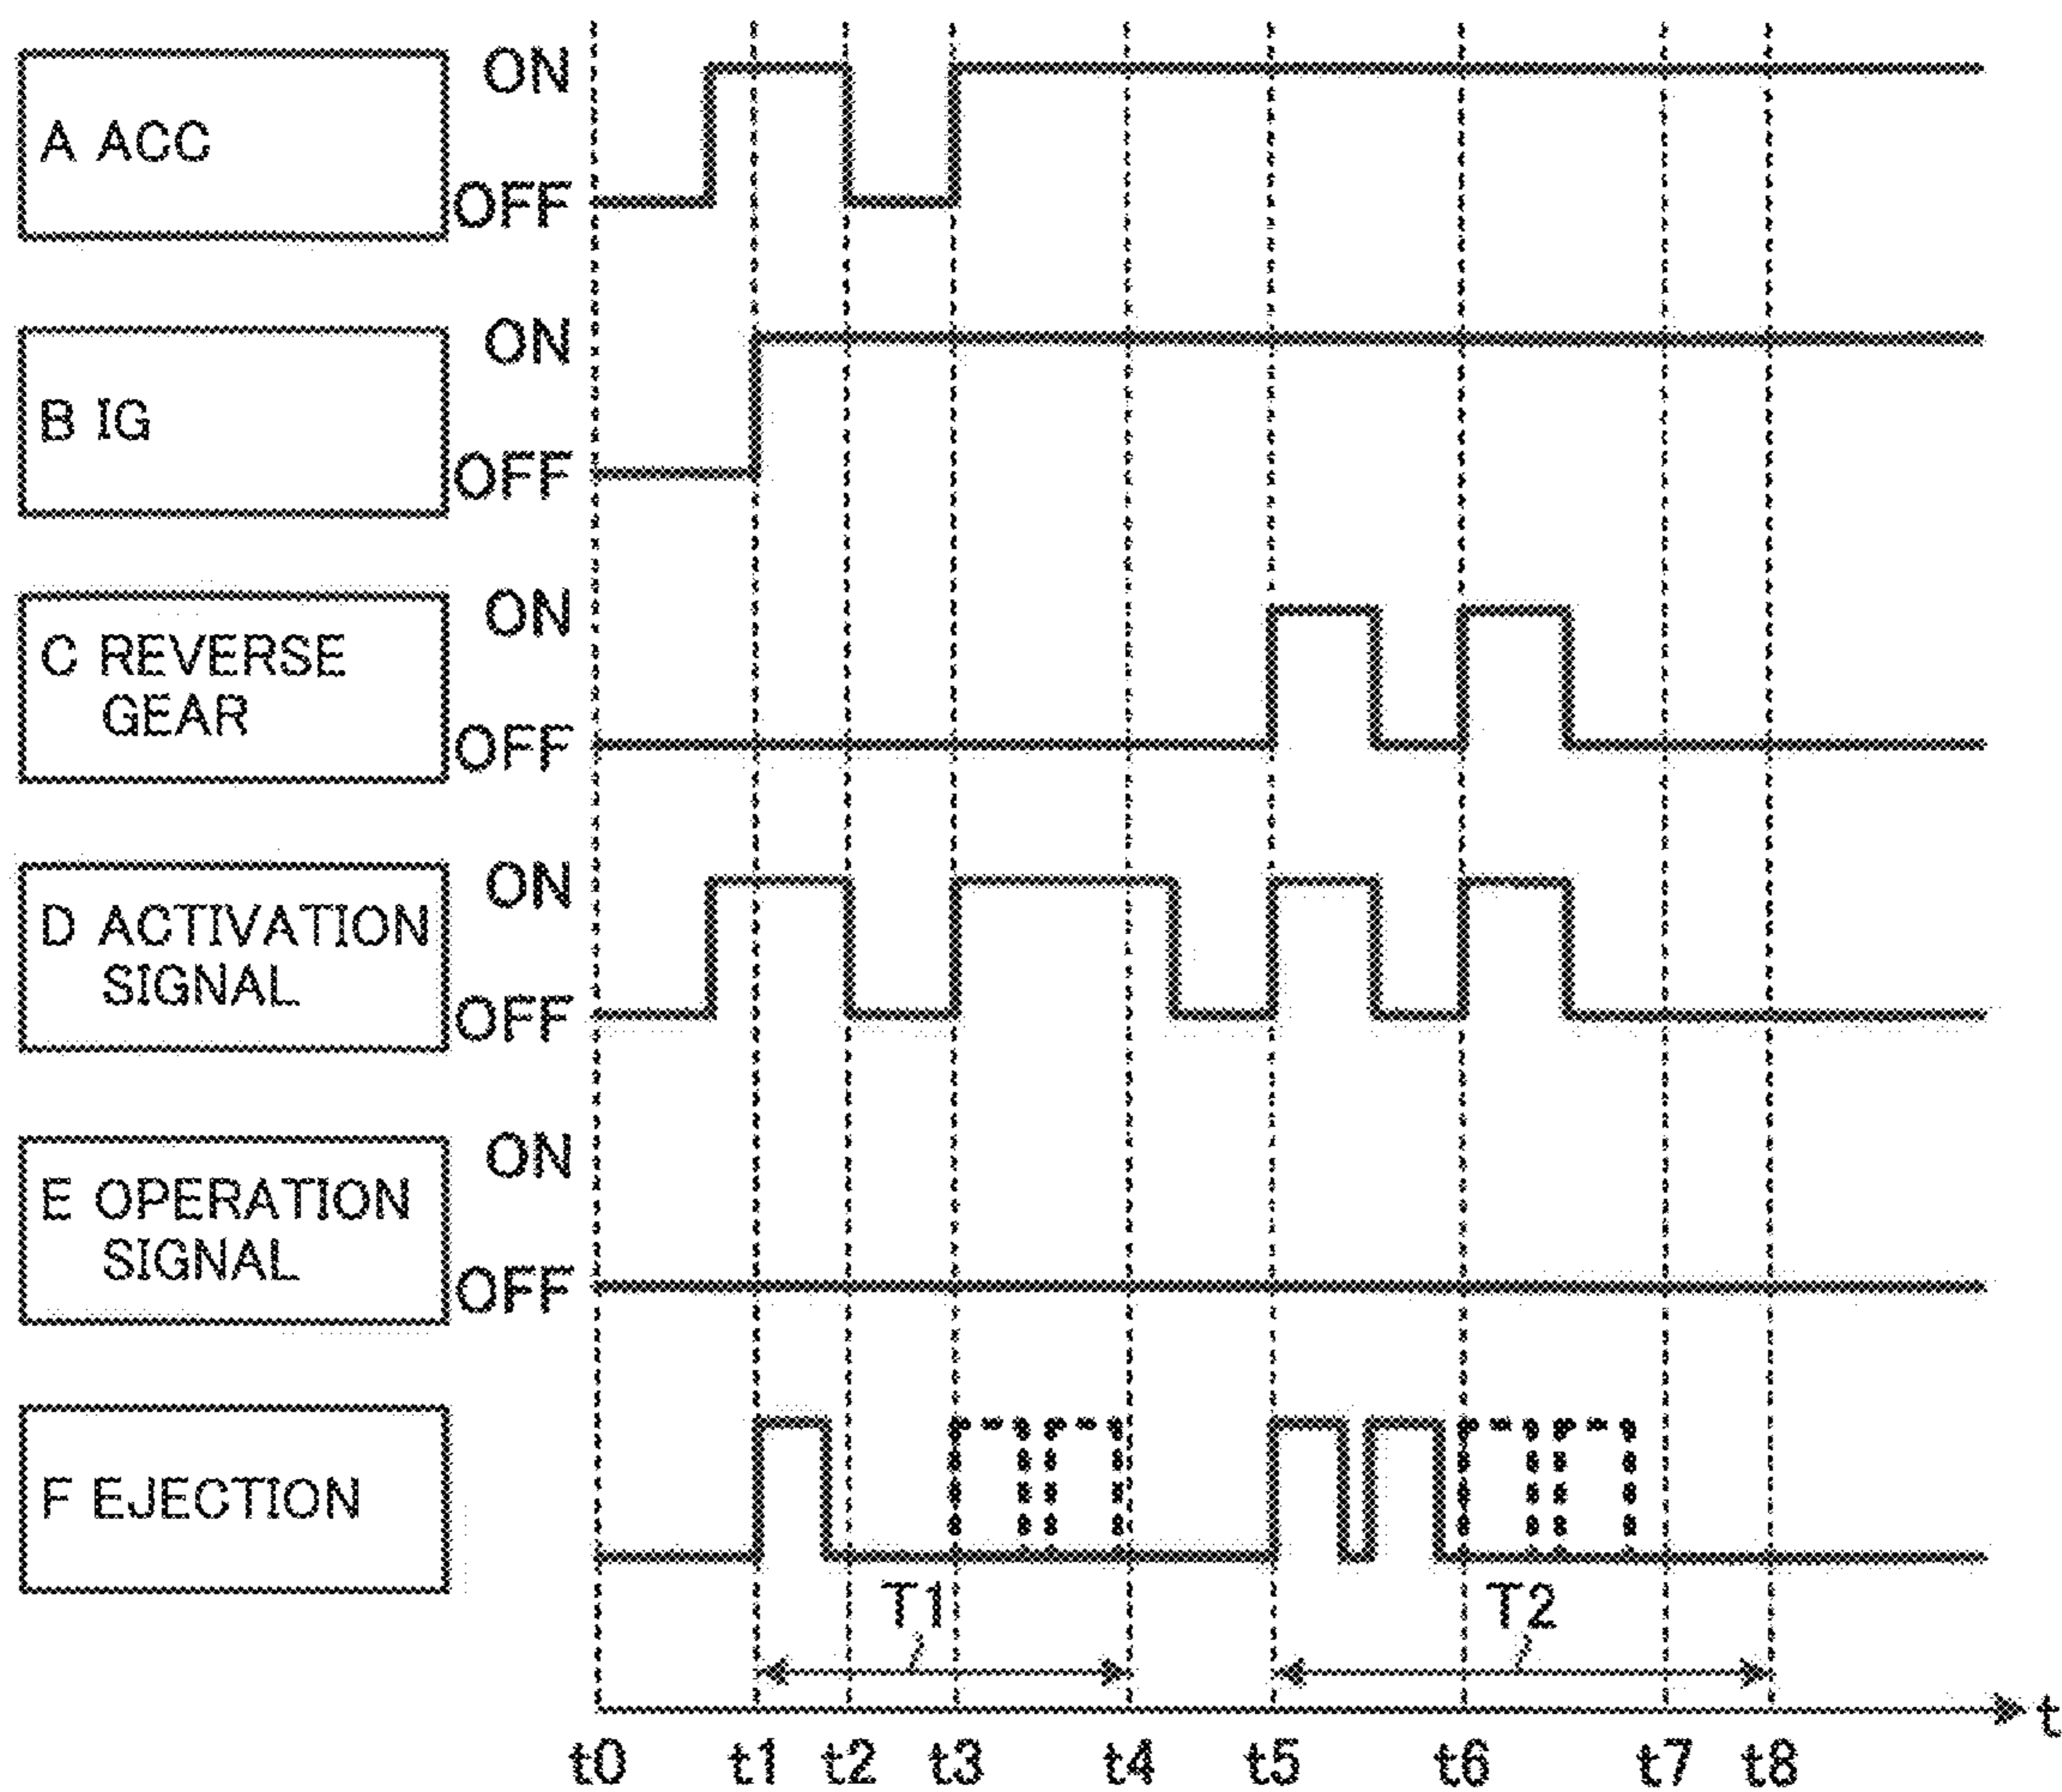 A ACC
ON
OFF
B IG
ON
OFF
C REVERSE
GEAR
ON
OFF
D ACTIVATION
SIGNAL
ON
OFF
E OPERATION
SIGNAL
ON
OFF
F EJECTION
T1
T2
t
t0 t1 t2 t3 t4 t5 t6 t7 t8